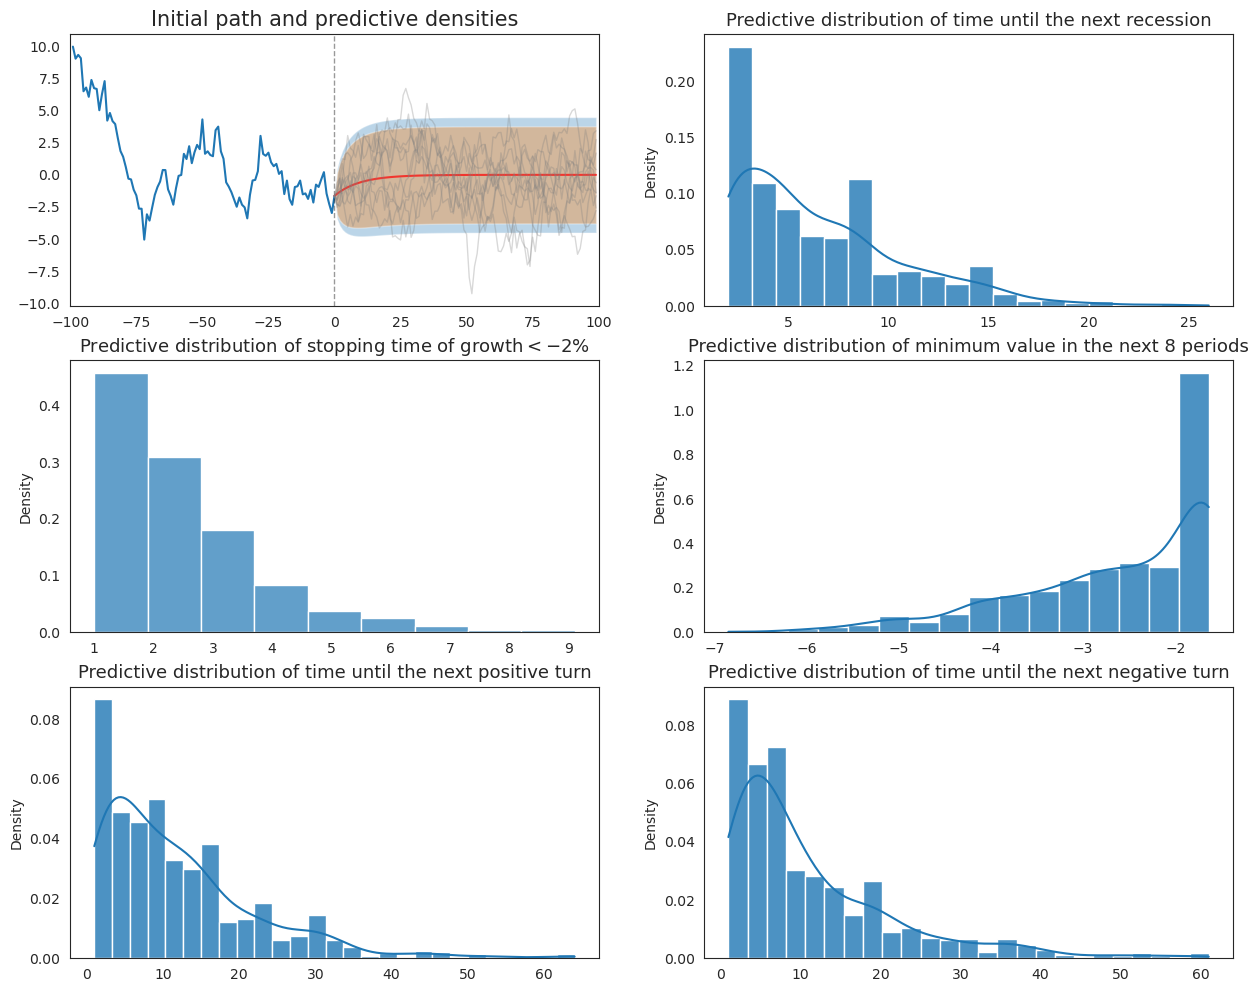 Initial path and predictive densities
10.0
7.5
5.0
2.5
0.0
−2.5
−5.0
−7.5
−10.0
−100 −75 −50 −25 0 25 50 75 100
Predictive distribution of time until the next recession
Density
0.20
0.15
0.10
0.05
0.00
5 10 15 20 25
Predictive distribution of stopping time of growth < −2%
Density
0.4
0.3
0.2
0.1
0.0
1 2 3 4 5 6 7 8 9
Predictive distribution of minimum value in the next 8 periods
Density
1.2
1.0
0.8
0.6
0.4
0.2
0.0
−7 −6 −5 −4 −3 −2
Predictive distribution of time until the next positive turn
Density
0.08
0.06
0.04
0.02
0.00
0 10 20 30 40 50 60
Predictive distribution of time until the next negative turn
Density
0.08
0.06
0.04
0.02
0.00
0 10 20 30 40 50 60